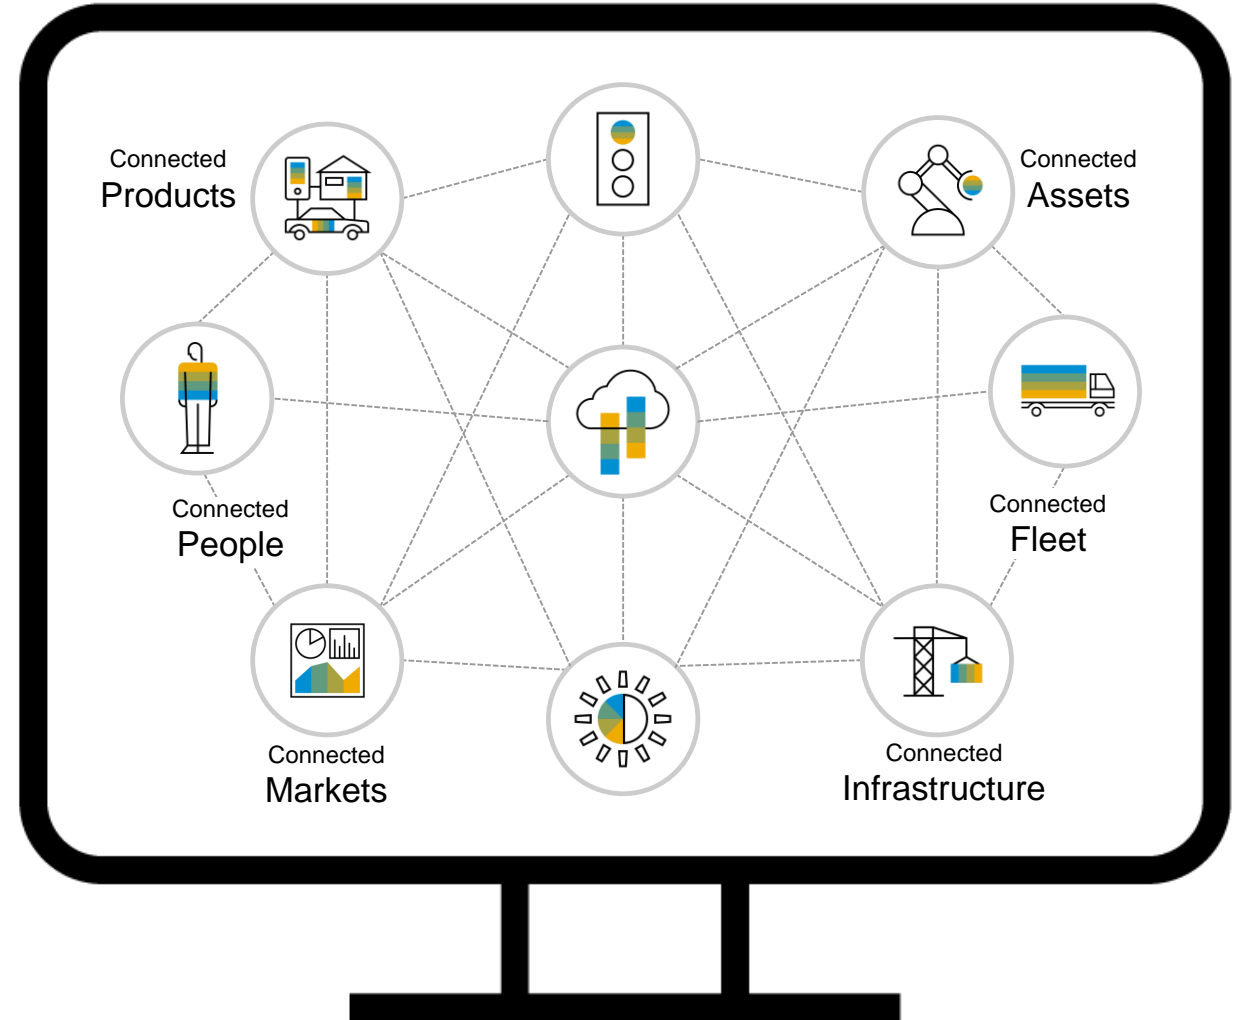 Connected
Products
Connected
Assets
Connected
People
Connected
Fleet
Connected
Markets
Connected
Infrastructure